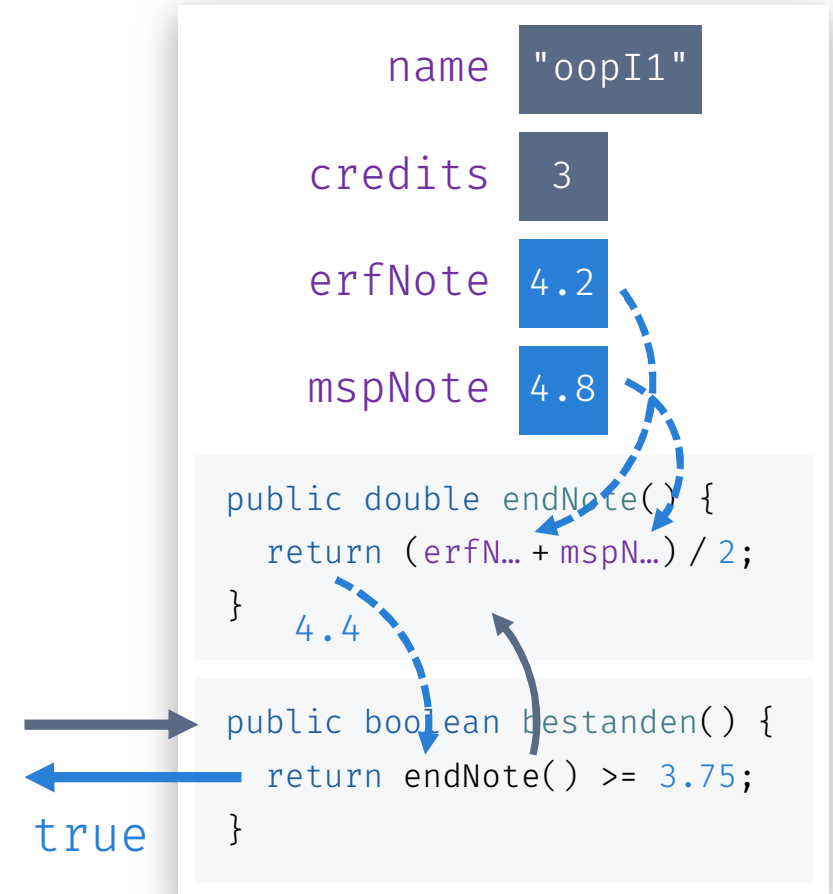 name "oopI1"
credits 3
erfNote 4.2
mspNote 4.8
public double endNote() {
return (erfN… + mspN…) / 2;
}
4.4
public boolean bestanden() {
return endNote() >= 3.75;
}
true